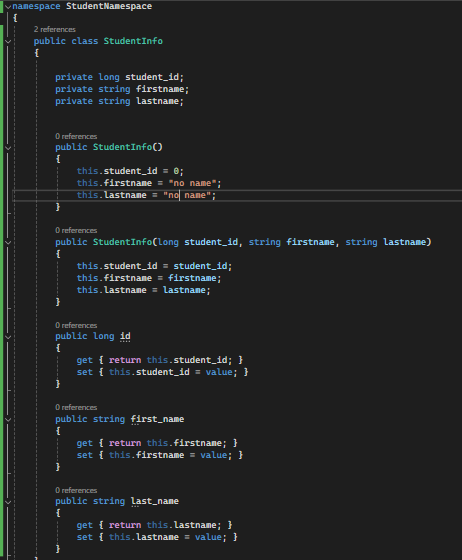 namespace StudentNamespace
{
2 references
public class StudentInfo
{
private long student_id;
private string firstname;
private string lastname;
0 references
public StudentInfo()
{
this.student_id = 0;
this.firstname = "no name";
this.lastname = "no name";
}
0 references
public StudentInfo(long student_id, string firstname, string lastname)
{
this.student_id = student_id;
this.firstname = firstname;
this.lastname = lastname;
}
0 references
public long id
{
get { return this.student_id; }
set { this.student_id = value; }
}
0 references
public string first_name
{
get { return this.firstname; }
set { this.firstname = value; }
}
0 references
public string last_name
{
get { return this.lastname; }
set { this.lastname = value; }
}
}